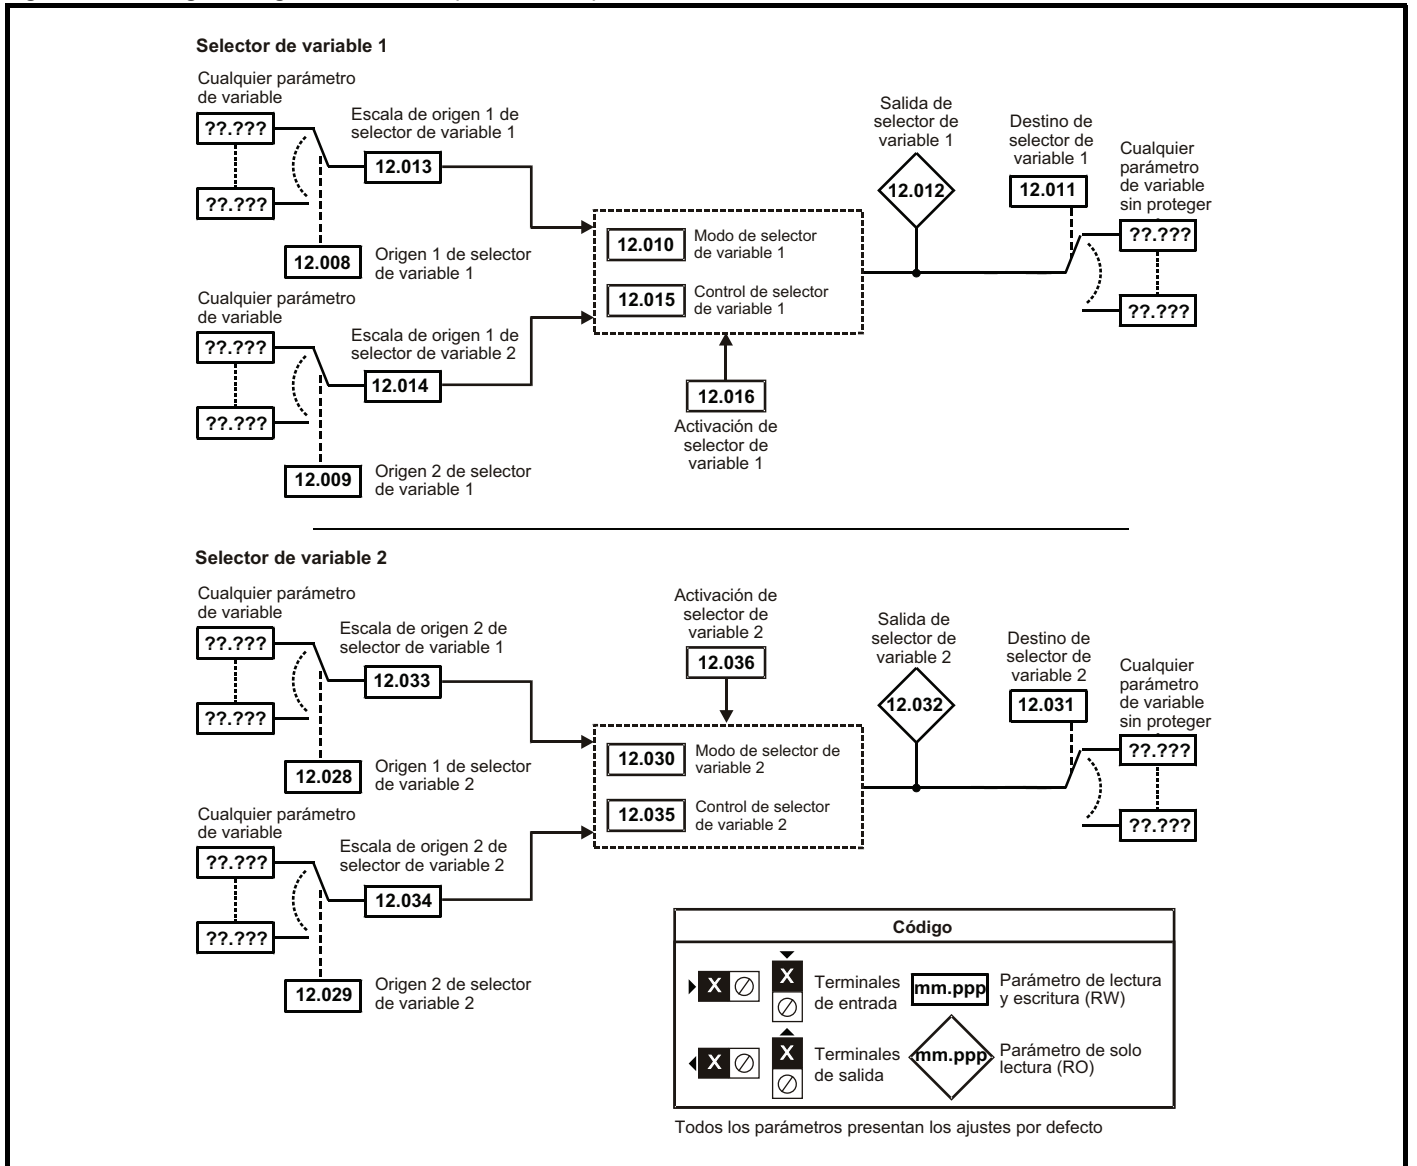 Selector de variable 1
Cualquier parámetro
de variable
??.???
??.???
Escala de origen 1 de
selector de variable 1
12.013
12.008
Origen 1 de selector
de variable 1
Cualquier parámetro
de variable
??.???
??.???
Escala de origen 1 de
selector de variable 2
12.014
12.009
Origen 2 de selector
de variable 1
12.010
Modo de selector
de variable 1
12.015
Control de selector
de variable 1
12.016
Activación de
selector de
variable 1
Salida de
selector de
variable 1
12.012
Destino de
selector de
variable 1
12.011
Cualquier
parámetro
de variable
sin proteger
??.???
??.???
Selector de variable 2
Cualquier parámetro
de variable
??.???
??.???
Escala de origen 2 de
selector de variable 1
12.033
12.028
Origen 1 de selector
de variable 2
Cualquier parámetro
de variable
??.???
??.???
Escala de origen 2 de
selector de variable 2
12.034
12.029
Origen 2 de selector
de variable 2
Activación de
selector de
variable 2
12.036
12.030
Modo de selector de
variable 2
12.035
Control de selector
de variable 2
Salida de
selector de
variable 2
12.032
Destino de
selector de
variable 2
12.031
Cualquier
parámetro
de variable
sin proteger
??.???
??.???
Código
X
X
Terminales
de entrada
mm.ppp
Parámetro de lectura
y escritura (RW)
X
X
Terminales
de salida
mm.ppp
Parámetro de solo
lectura (RO)
Todos los parámetros presentan los ajustes por defecto